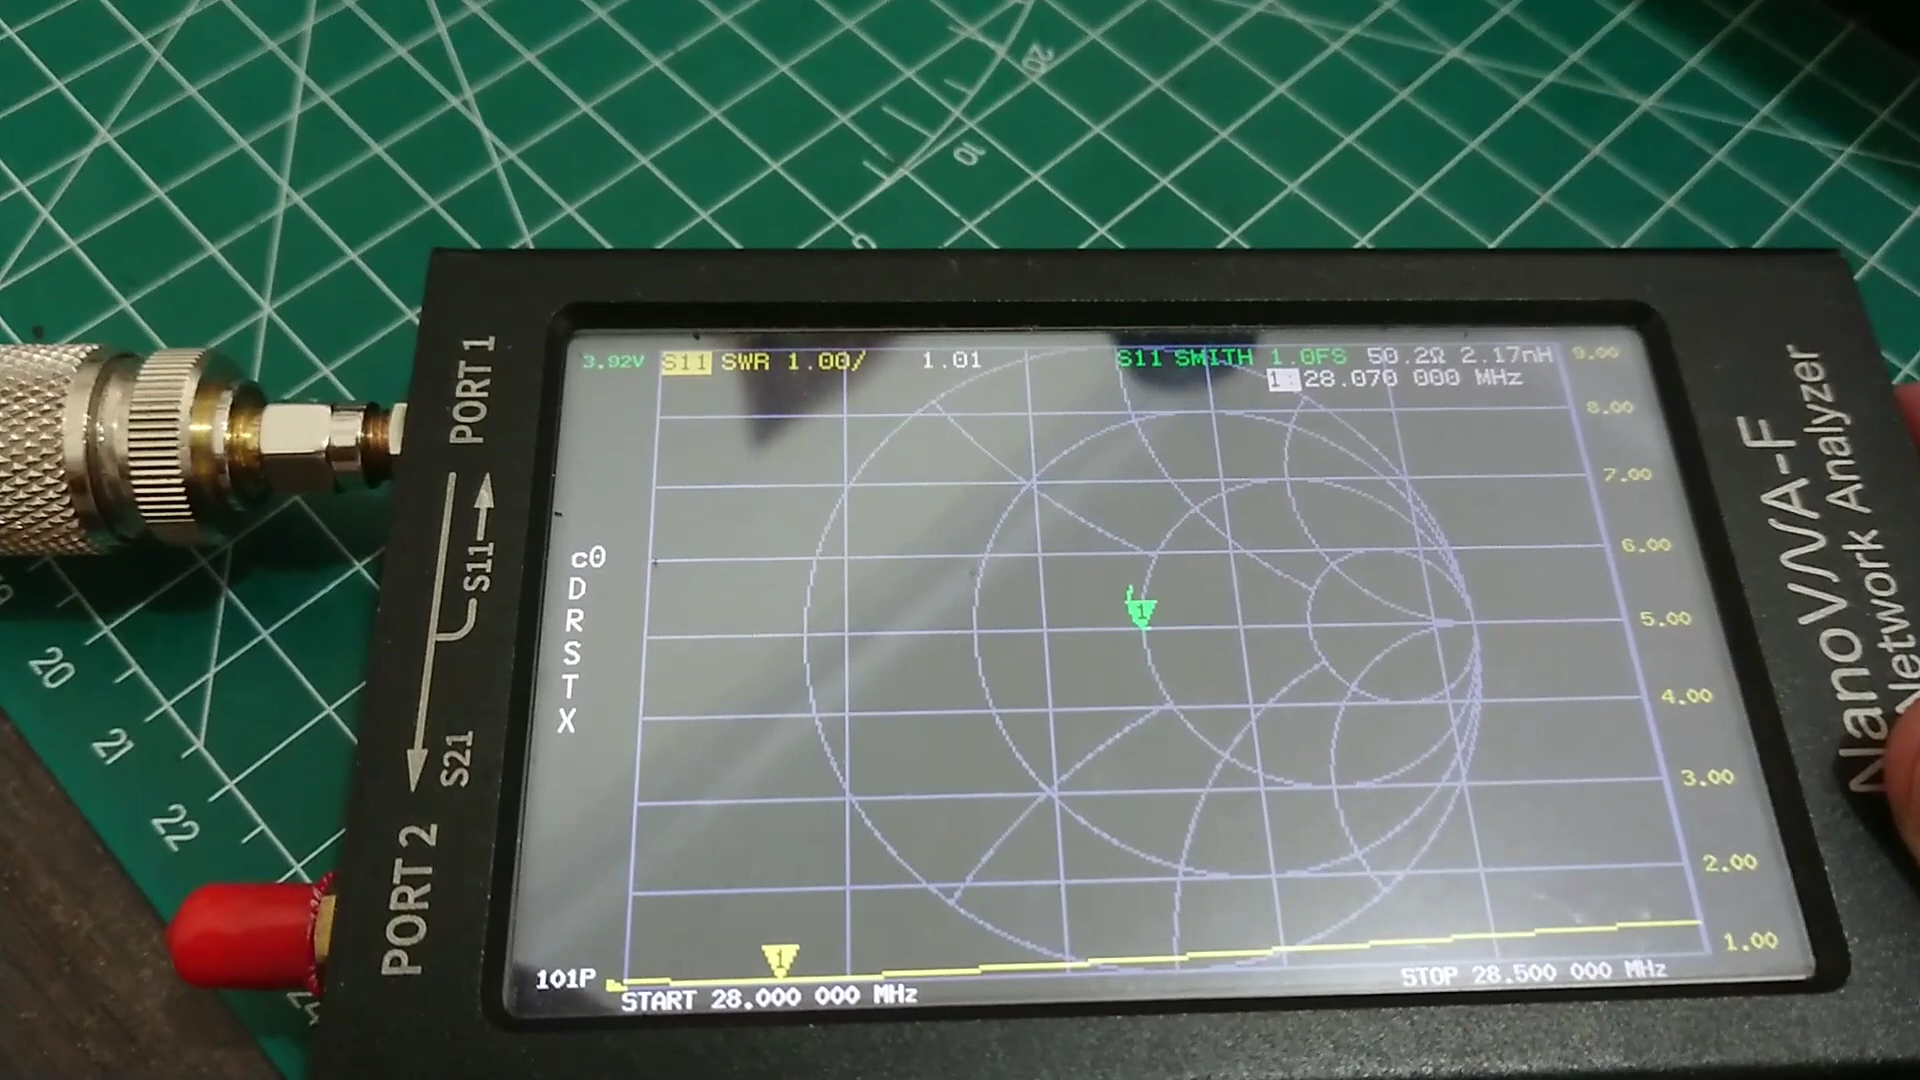 20
10
0
PORT 1
S11
S21
PORT 2
3.92V S11 SWR 1.00/ 1.01 S11 SMITH 1.0FS 50.2Ω 2.17nH
1: 28.070 000 MHz
9.00
8.00
7.00
6.00
5.00
4.00
3.00
2.00
1.00
c0
D
R
S
T
X
1
1
101P
START 28.000 000 MHz
STOP 28.500 000 MHz
NanoVNA-F
Network Analyzer
20
21
22